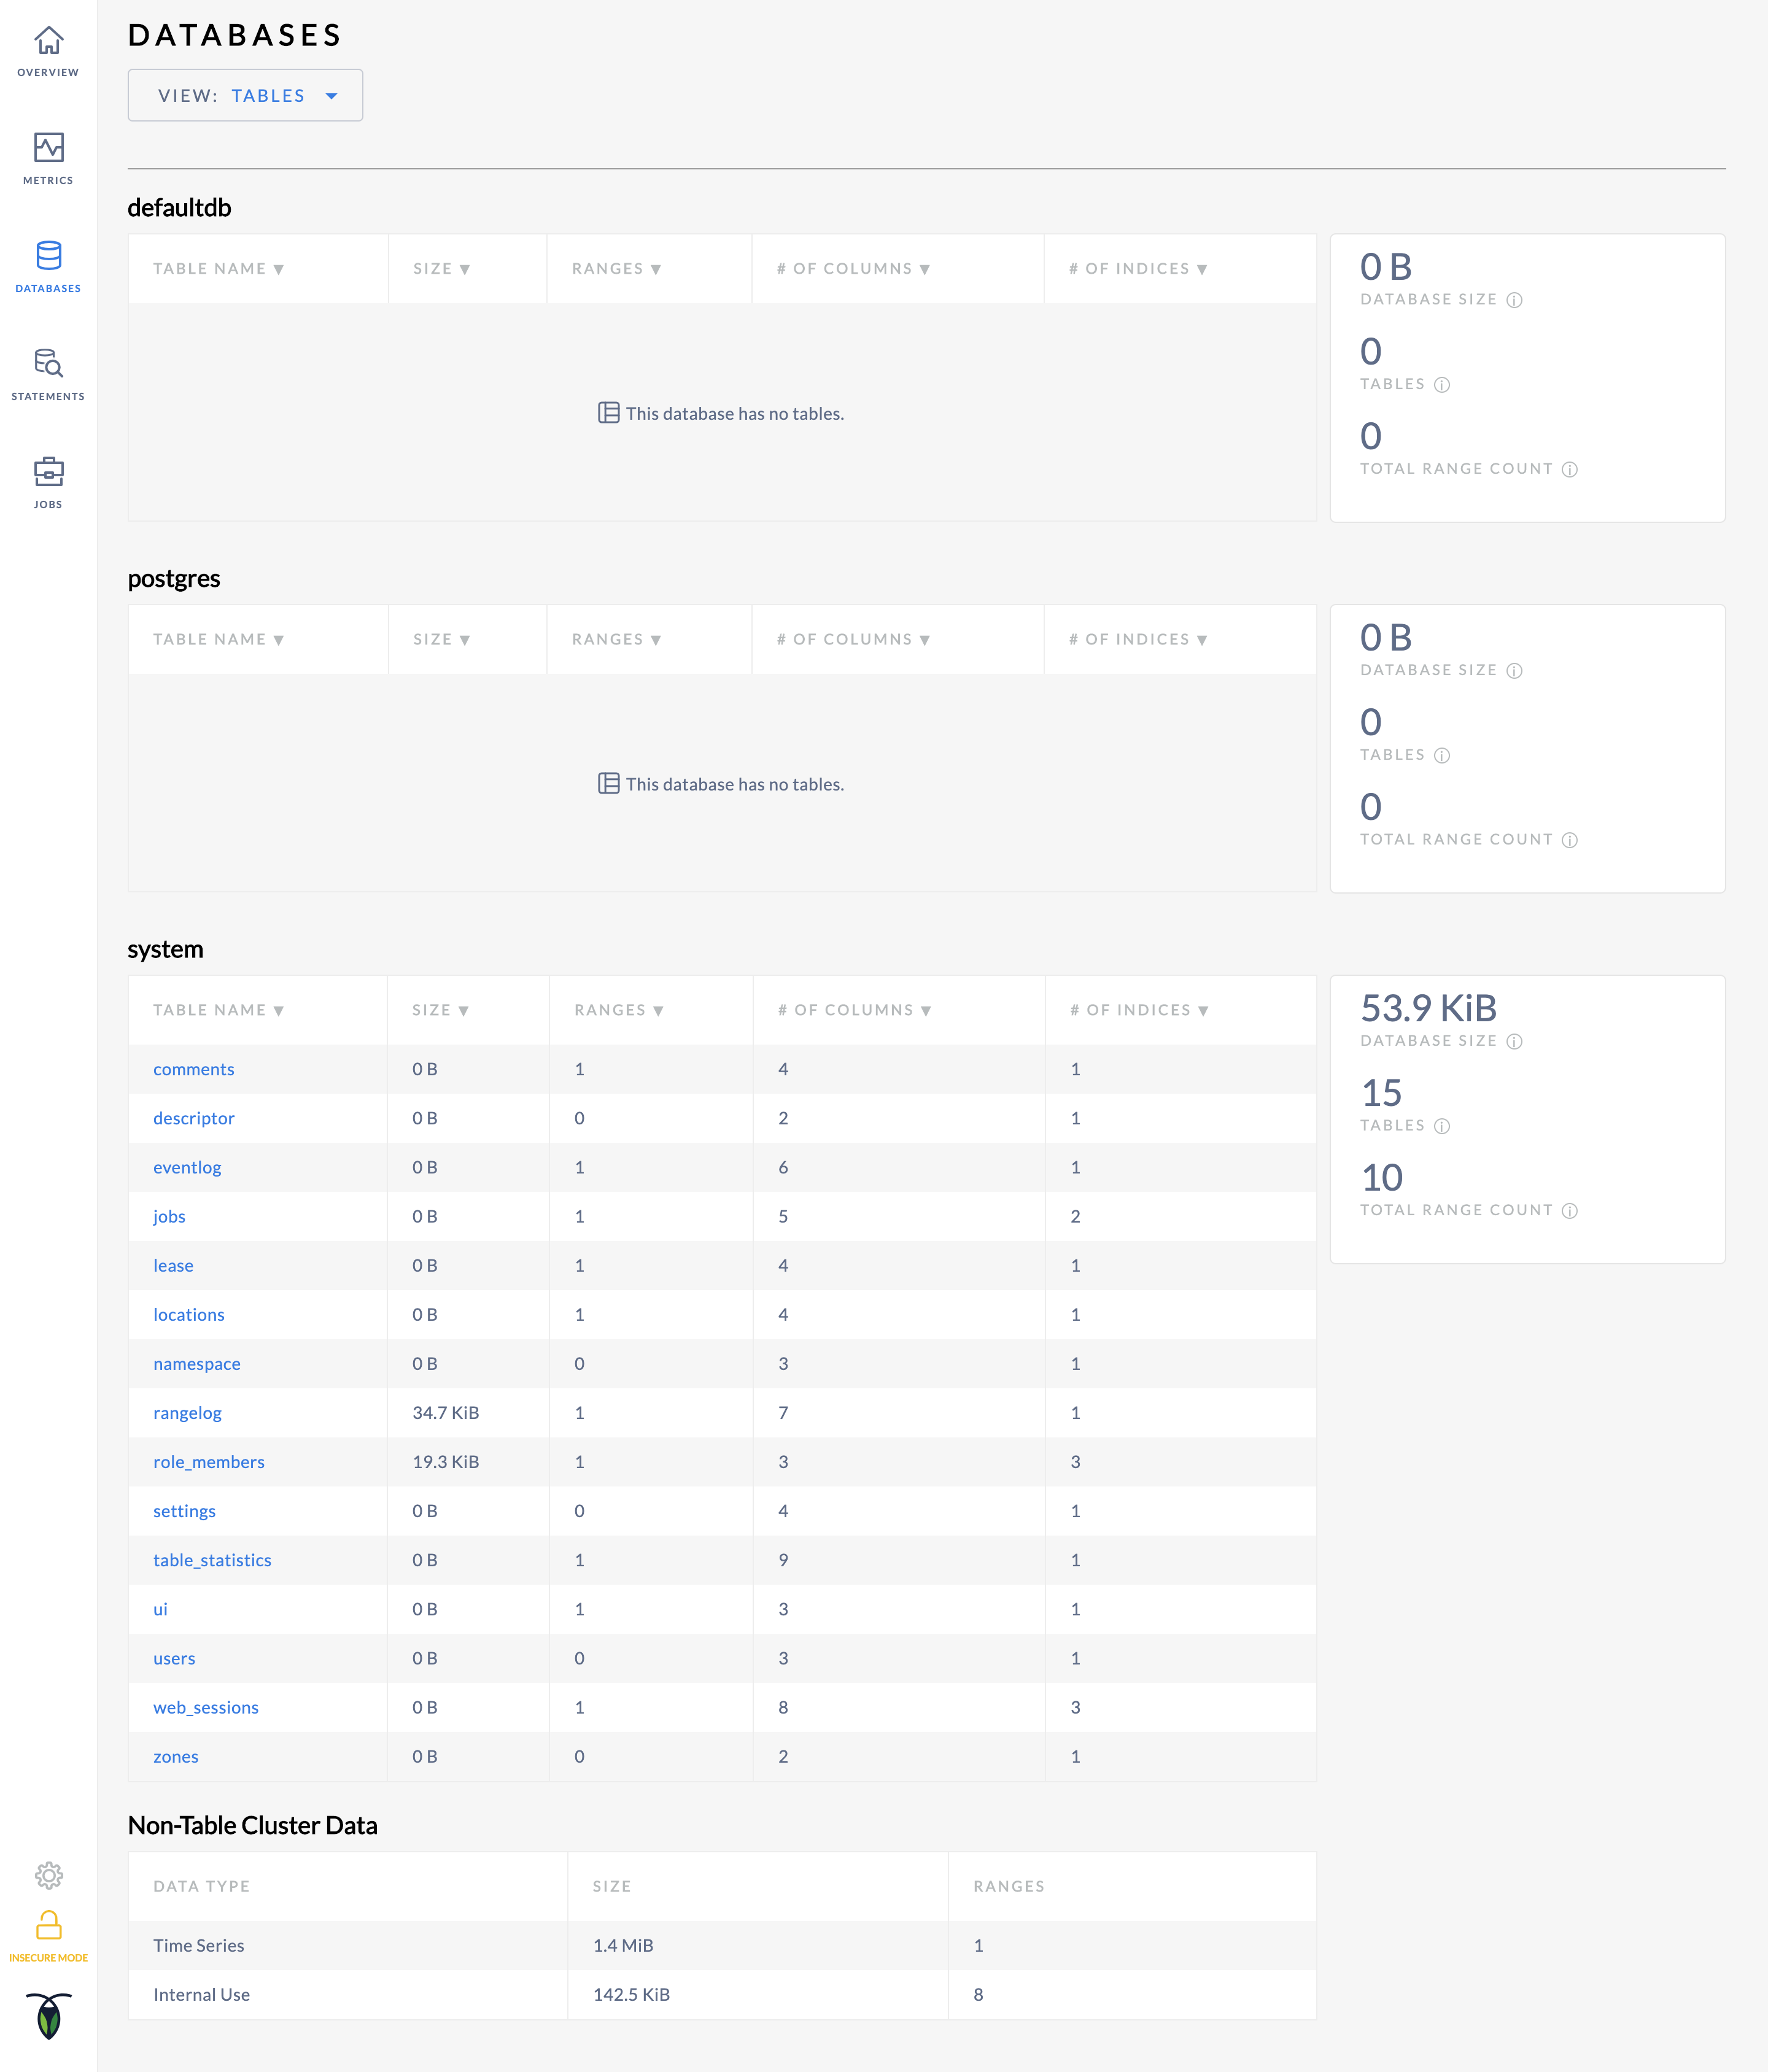 DATABASES
VIEW: TABLES
OVERVIEW
METRICS
DATABASES
STATEMENTS
JOBS
defaultdb
TABLE NAME ▼ SIZE ▼ RANGES ▼ # OF COLUMNS ▼ # OF INDICES ▼
This database has no tables.
0 B
DATABASE SIZE
0
TABLES
0
TOTAL RANGE COUNT
postgres
TABLE NAME ▼ SIZE ▼ RANGES ▼ # OF COLUMNS ▼ # OF INDICES ▼
This database has no tables.
0 B
DATABASE SIZE
0
TABLES
0
TOTAL RANGE COUNT
system
TABLE NAME ▼ SIZE ▼ RANGES ▼ # OF COLUMNS ▼ # OF INDICES ▼
comments 0 B 1 4 1
descriptor 0 B 0 2 1
eventlog 0 B 1 6 1
jobs 0 B 1 5 2
lease 0 B 1 4 1
locations 0 B 1 4 1
namespace 0 B 0 3 1
rangelog 34.7 KiB 1 7 1
role_members 19.3 KiB 1 3 3
settings 0 B 0 4 1
table_statistics 0 B 1 9 1
ui 0 B 1 3 1
users 0 B 0 3 1
web_sessions 0 B 1 8 3
zones 0 B 0 2 1
53.9 KiB
DATABASE SIZE
15
TABLES
10
TOTAL RANGE COUNT
Non-Table Cluster Data
DATA TYPE SIZE RANGES
Time Series 1.4 MiB 1
Internal Use 142.5 KiB 8
INSECURE MODE